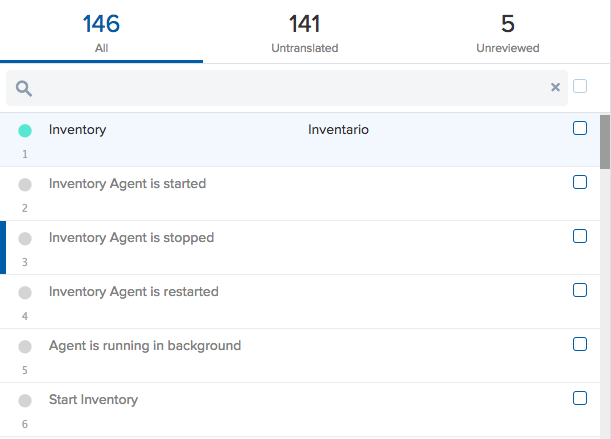 146 141 5
All Untranslated Unreviewed
Inventory Inventario
1
Inventory Agent is started
2
Inventory Agent is stopped
3
Inventory Agent is restarted
4
Agent is running in background
5
Start Inventory
6